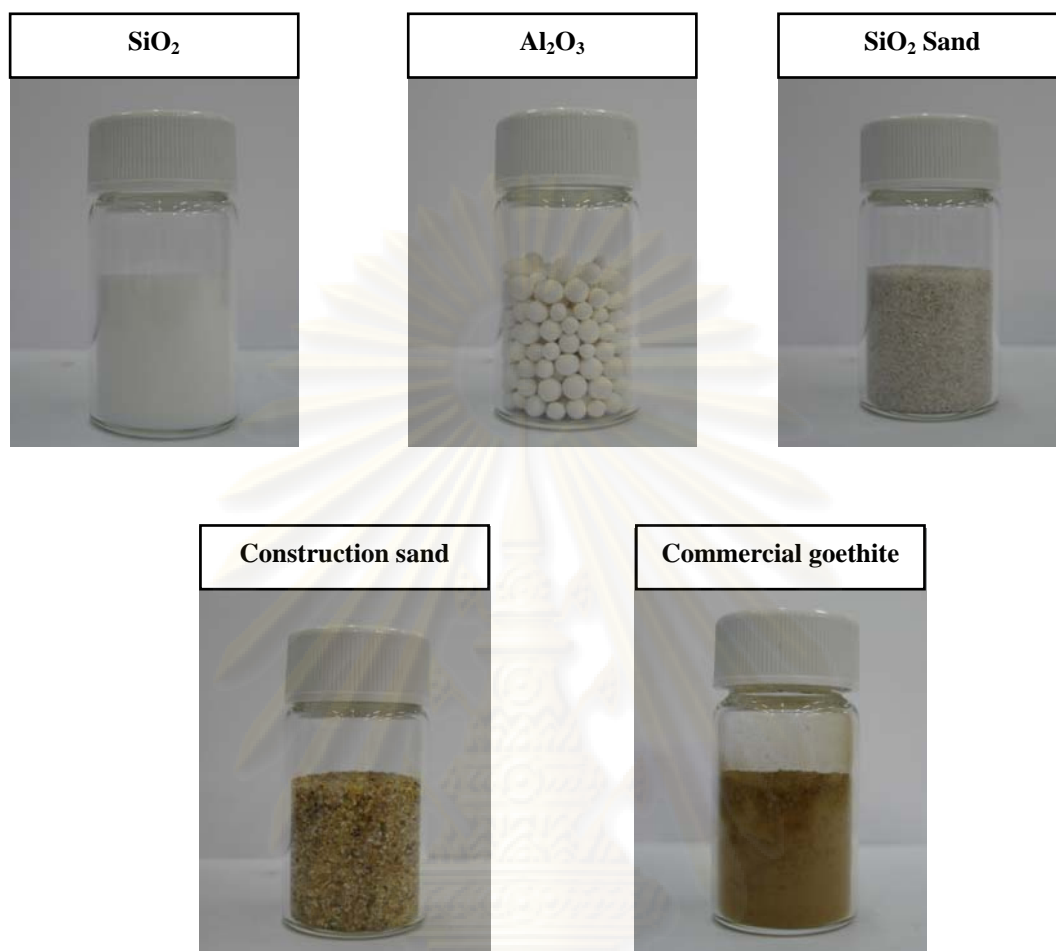 SiO₂
Al₂O₃
SiO₂ Sand
Construction sand
Commercial goethite